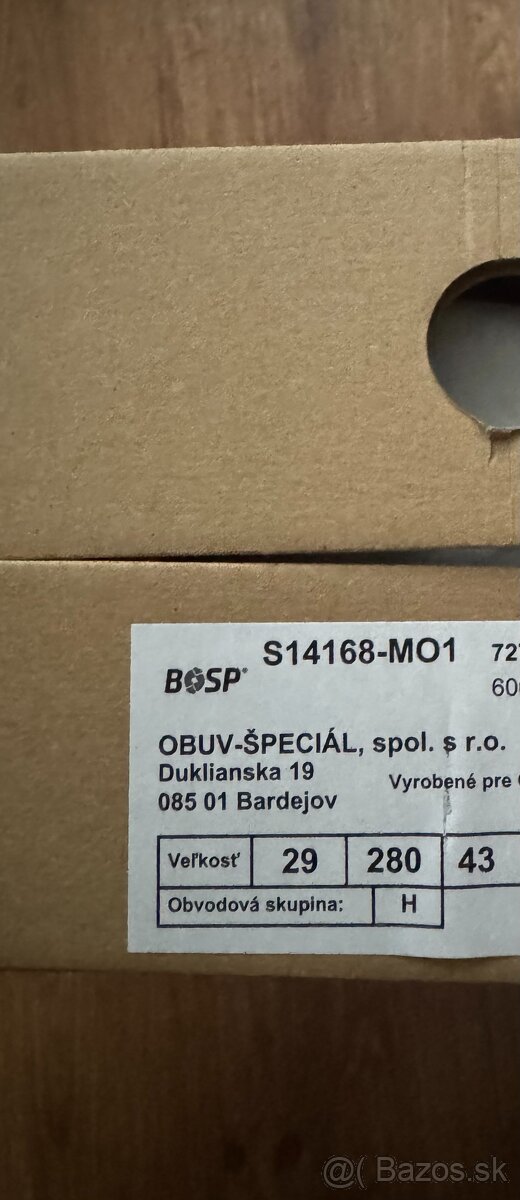 BOSP® S14168-MO1
OBUV-ŠPECIÁL, spol. s r.o.
Duklianska 19
085 01 Bardejov
Vyrobené pre
Veľkosť 29 280 43
Obvodová skupina: H
@ Bazos.sk